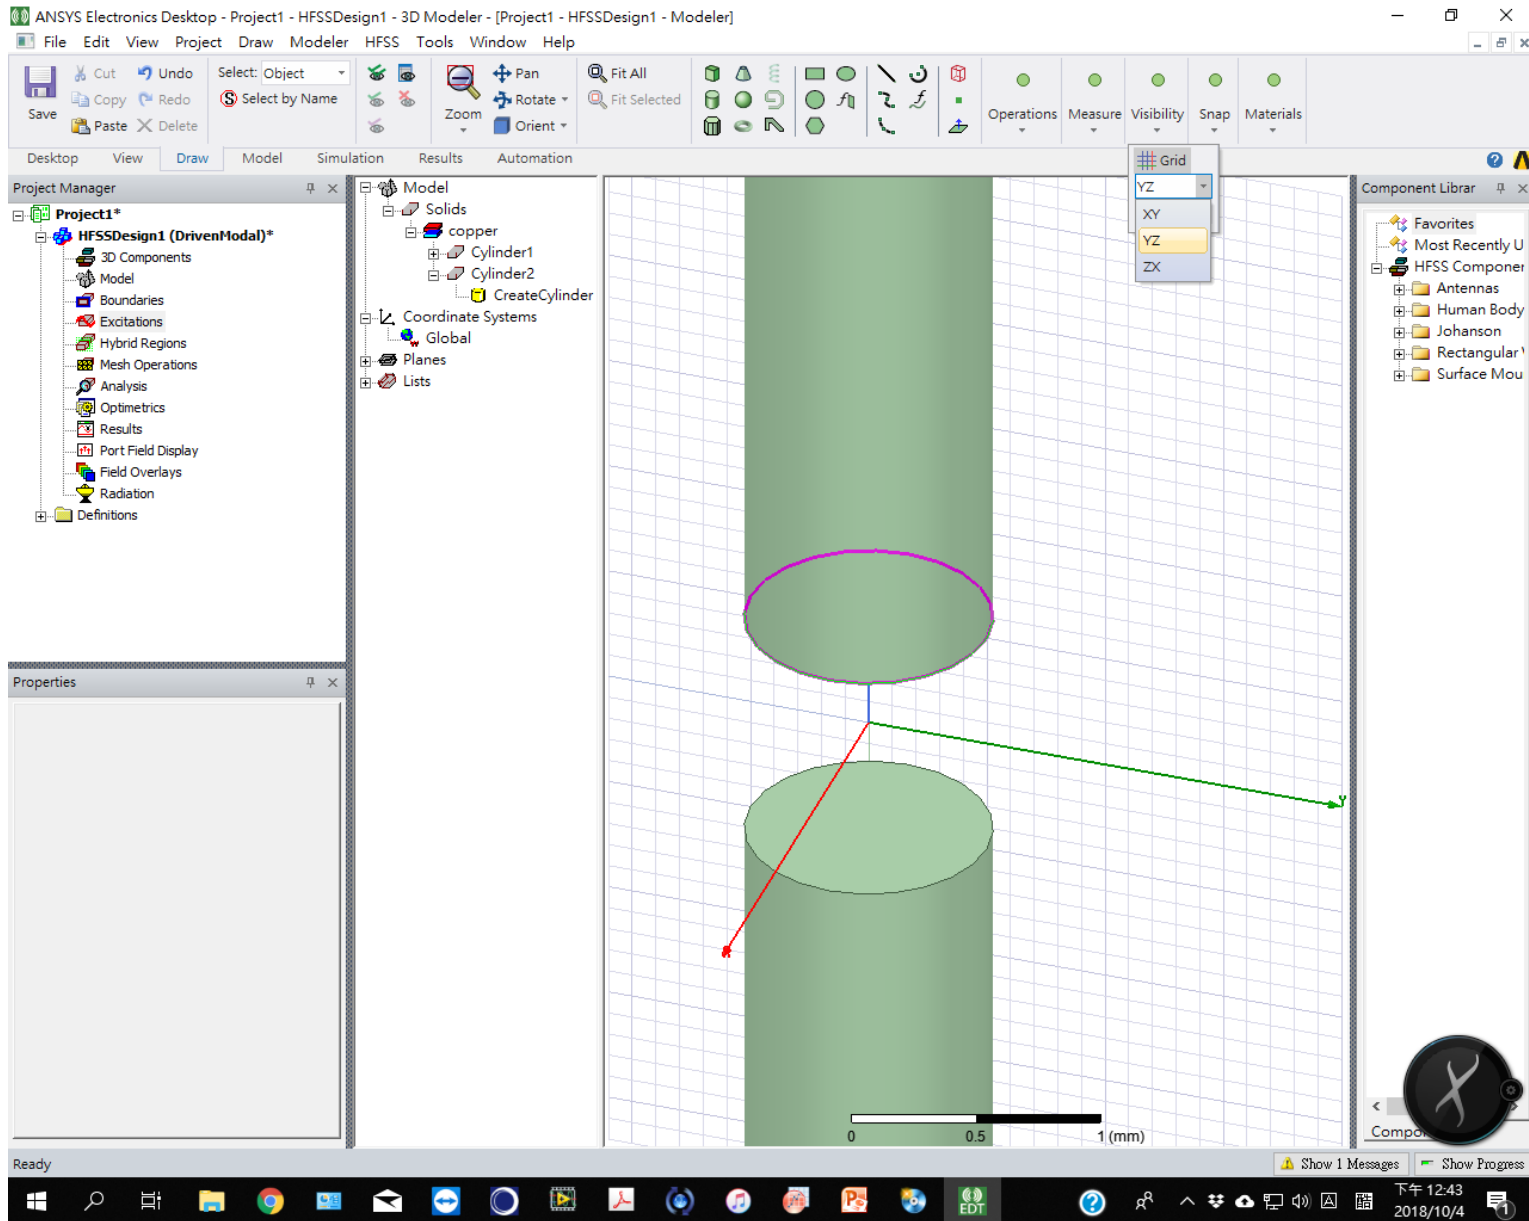 ANSYS Electronics Desktop - Project1 - HFSSDesign1 - 3D Modeler - [Project1 - HFSSDesign1 - Modeler]
File Edit View Project Draw Modeler HFSS Tools Window Help
Save
Cut
Copy
Paste
Undo
Redo
Delete
Select: Object
Select by Name
Zoom
Pan
Rotate
Orient
Fit All
Fit Selected
Operations
Measure
Visibility
Snap
Materials
Desktop View Draw Model Simulation Results Automation
Grid
YZ
XY
YZ
ZX
Project Manager
Project1*
HFSSDesign1 (DrivenModal)*
3D Components
Model
Boundaries
Excitations
Hybrid Regions
Mesh Operations
Analysis
Optimetrics
Results
Port Field Display
Field Overlays
Radiation
Definitions
Properties
Model
Solids
copper
Cylinder1
Cylinder2
CreateCylinder
Coordinate Systems
Global
Planes
Lists
Y
0 0.5 1 (mm)
Component Librar
Favorites
Most Recently U
HFSS Componer
Antennas
Human Body
Johanson
Rectangular
Surface Mou
Ready
Show 1 Messages
Show Progress
EDT
下午 12:43
2018/10/4
1